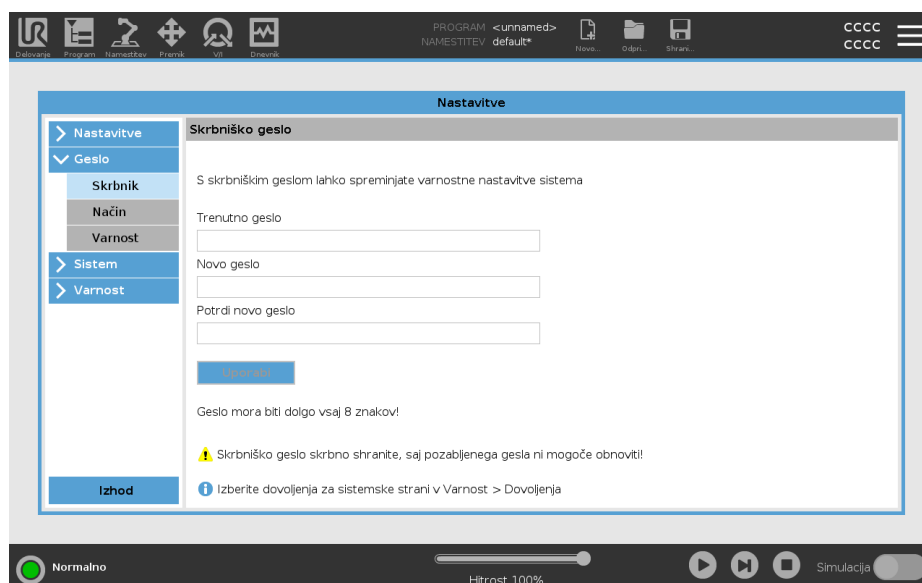 PROGRAM <unnamed>
NAMESTITEV default*
CCCC
CCCC
Delovanje Program Namestitev Premik V/I Dnevnik Novo... Odpri... Shrani...
Nastavitve
Nastavitve
Geslo
Skrbnik
Način
Varnost
Sistem
Varnost
Izhod
Skrbniško geslo
S skrbniškim geslom lahko spreminjate varnostne nastavitve sistema
Trenutno geslo
Novo geslo
Potrdi novo geslo
Uporabi
Geslo mora biti dolgo vsaj 8 znakov!
Skrbniško geslo skrbno shranite, saj pozabljenega gesla ni mogoče obnoviti!
Izberite dovoljenja za sistemske strani v Varnost > Dovoljenja
Normalno
Hitrost 100%
Simulacija